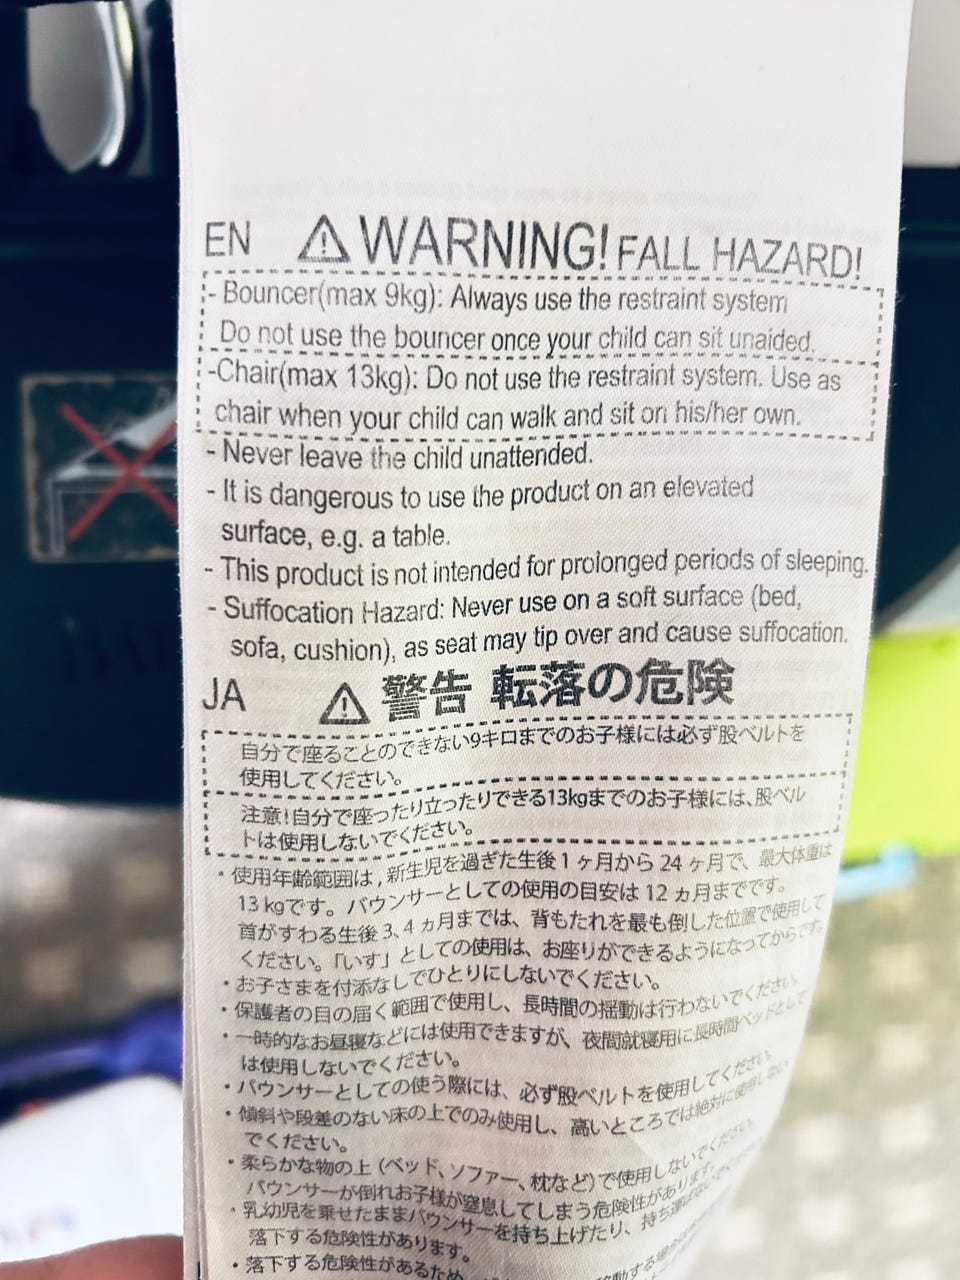 EN ⚠ WARNING! FALL HAZARD!
- Bouncer(max 9kg): Always use the restraint system
Do not use the bouncer once your child can sit unaided.
-Chair(max 13kg): Do not use the restraint system. Use as
chair when your child can walk and sit on his/her own.
- Never leave the child unattended.
- It is dangerous to use the product on an elevated
surface, e.g. a table.
- This product is not intended for prolonged periods of sleeping.
- Suffocation Hazard: Never use on a soft surface (bed,
sofa, cushion), as seat may tip over and cause suffocation.
JA ⚠ 警告 転落の危険
自分で座ることのできない9キロまでのお子様には必ず股ベルトを
使用してください。
注意!自分で座ったり立ったりできる13kgまでのお子様には、股ベル
トは使用しないでください。
・使用年齢範囲は,新生児を過ぎた生後1ヶ月から24ヶ月で、最大体重は
13 kgです。バウンサーとしての使用の目安は12ヵ月までです。
首がすわる生後3、4ヵ月までは、背もたれを最も倒した位置で使用して
ください。「いす」としての使用は、お座りができるようになってからです。
・お子さまを付添なしでひとりにしないでください。
・保護者の目の届く範囲で使用し、長時間の揺動は行わないでください。
・一時的なお昼寝などには使用できますが、夜間就寝用に長時間ベッドとして
は使用しないでください。
・バウンサーとしての使う際には、必ず股ベルトを使用してください。
・傾斜や段差のない床の上でのみ使用し、高いところでは絶対に使用しない
でください。
・柔らかな物の上（ベッド、ソファー、枕など）で使用しないでください。
バウンサーが倒れお子様が窒息してしまう危険性があります。
・乳幼児を乗せたままバウンサーを持ち上げたり、持ち運ばないでください
落下する危険性があります。
・落下する危険性があるため